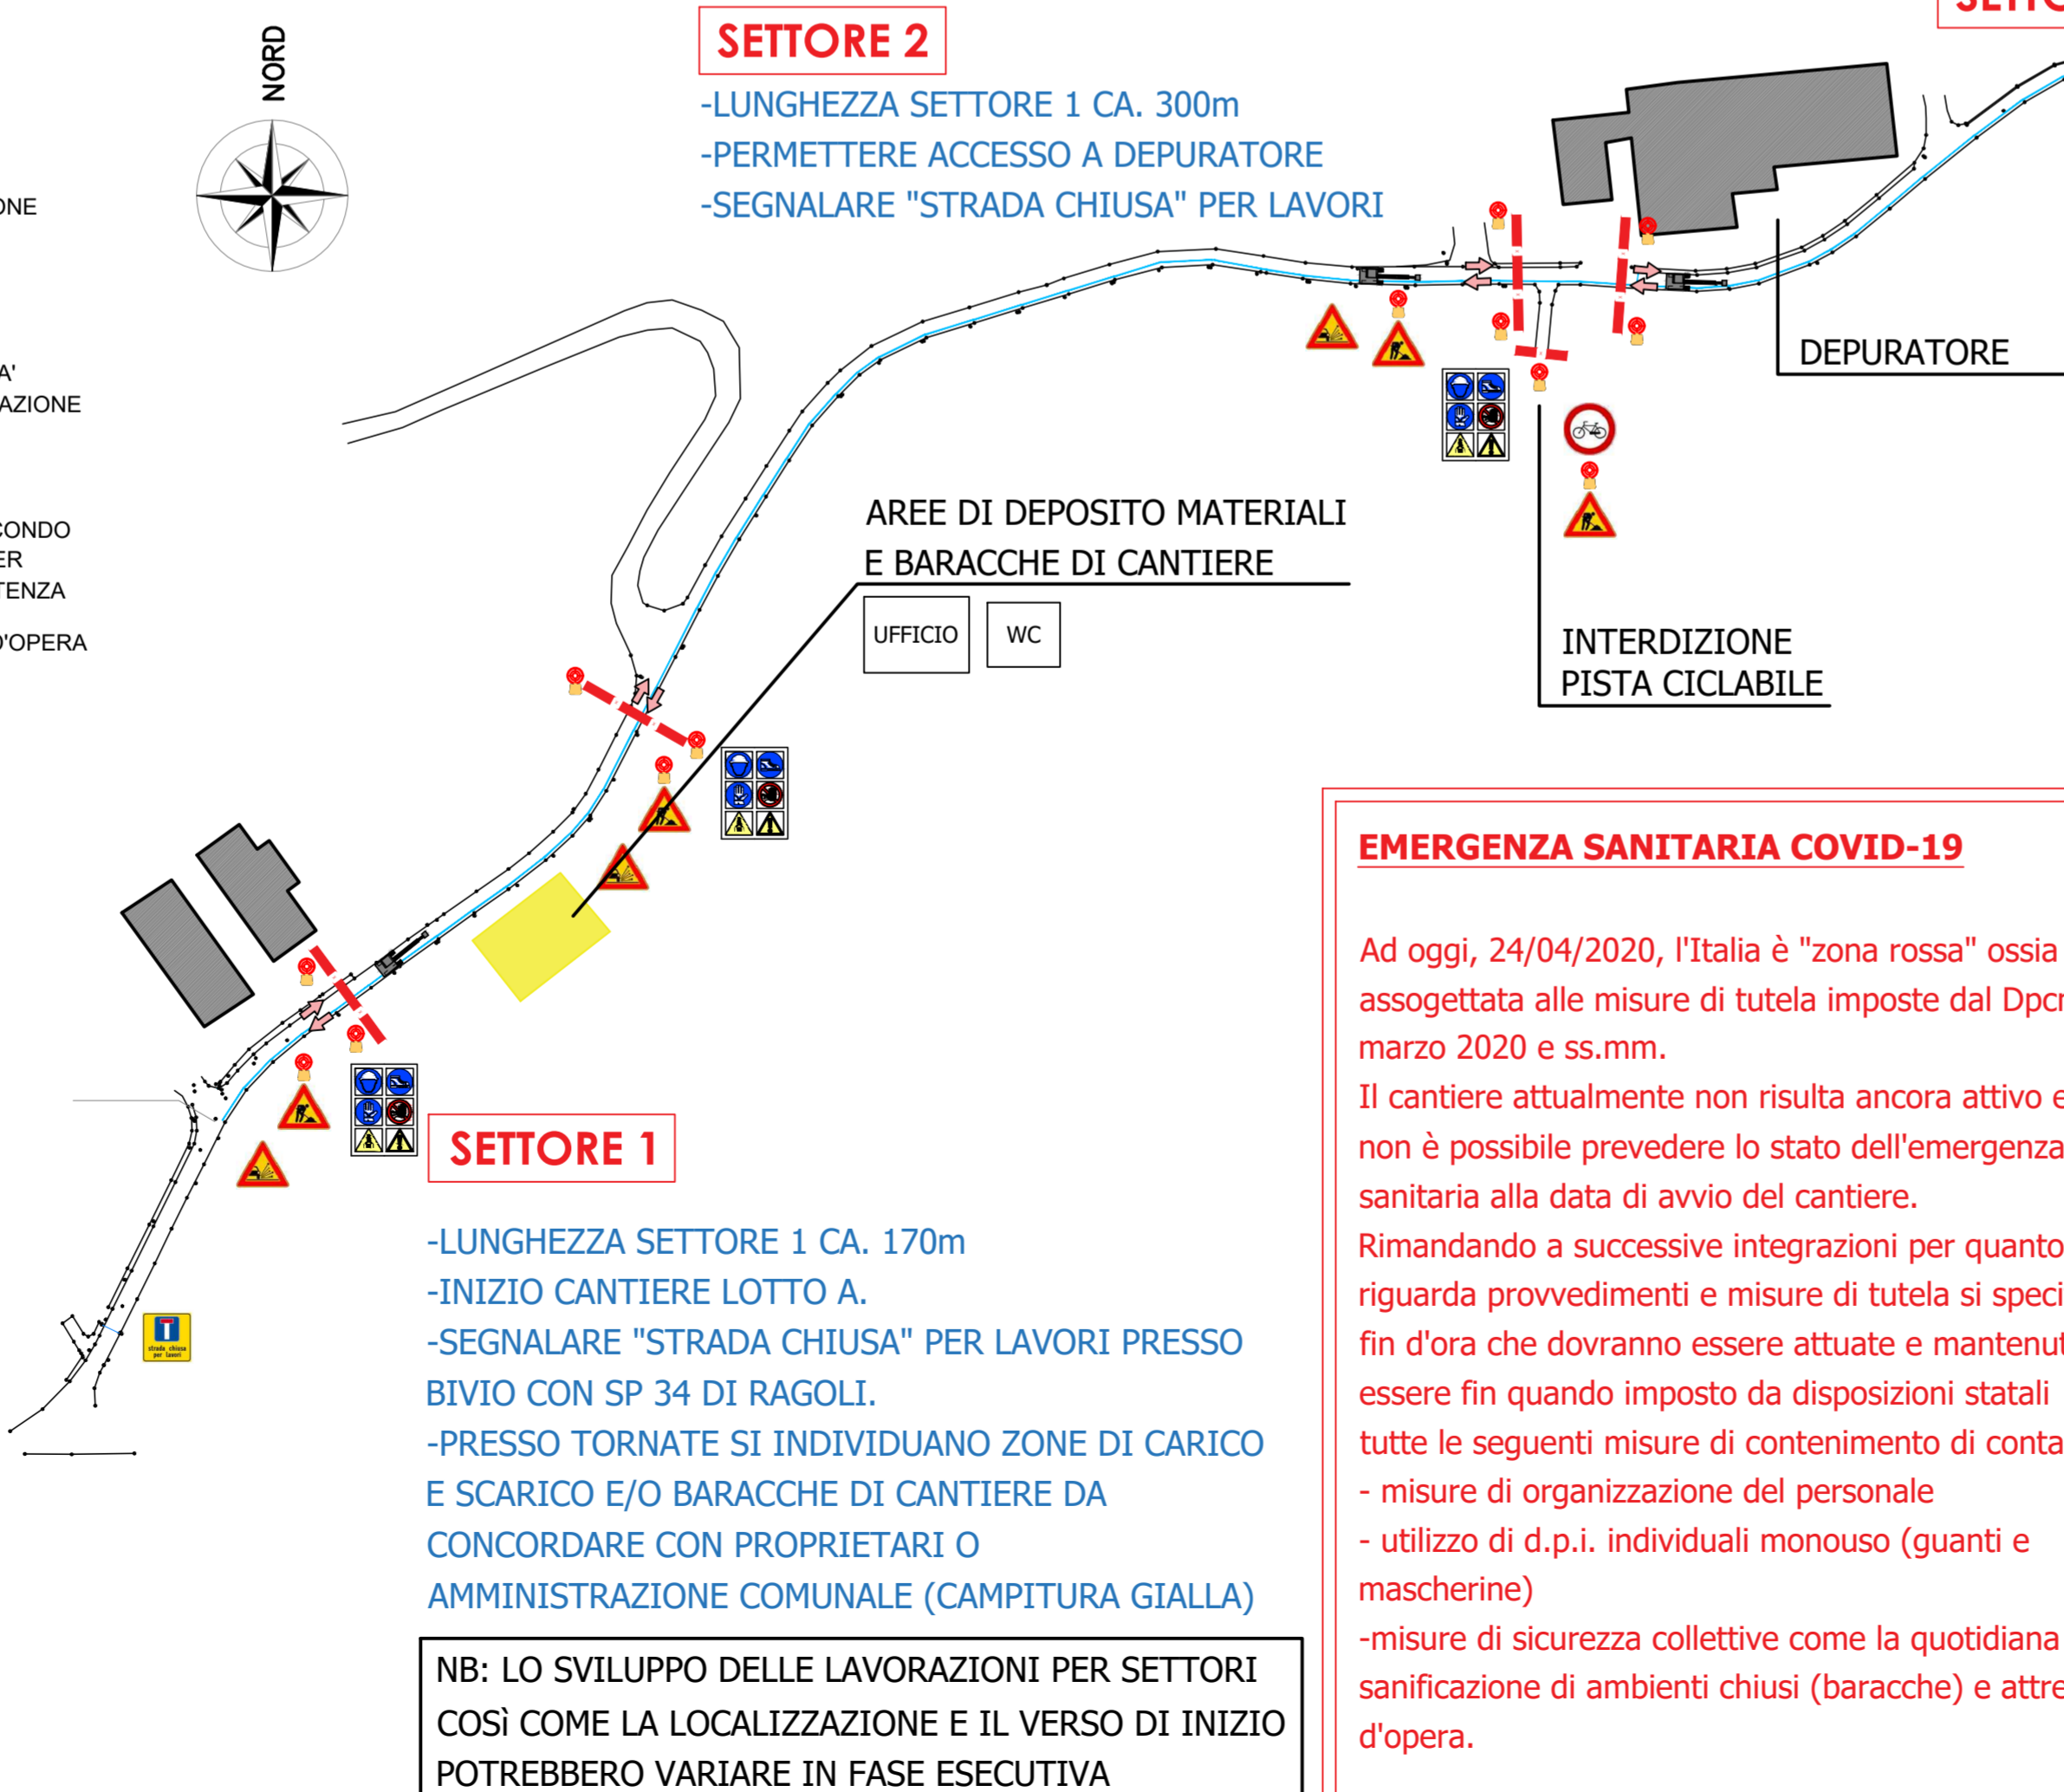 SETTORE 2
-LUNGHEZZA SETTORE 1 CA. 300m
-PERMETTERE ACCESSO A DEPURATORE
-SEGNALARE "STRADA CHIUSA" PER LAVORI
NORD
ONE
A'
AZIONE
CONDO
ER
TENZA
D'OPERA
DEPURATORE
AREE DI DEPOSITO MATERIALI
E BARACCHE DI CANTIERE
UFFICIO
WC
INTERDIZIONE
PISTA CICLABILE
strada chiusa
per lavori
SETTORE 1
-LUNGHEZZA SETTORE 1 CA. 170m
-INIZIO CANTIERE LOTTO A.
-SEGNALARE "STRADA CHIUSA" PER LAVORI PRESSO
BIVIO CON SP 34 DI RAGOLI.
-PRESSO TORNATE SI INDIVIDUANO ZONE DI CARICO
E SCARICO E/O BARACCHE DI CANTIERE DA
CONCORDARE CON PROPRIETARI O
AMMINISTRAZIONE COMUNALE (CAMPITURA GIALLA)
NB: LO SVILUPPO DELLE LAVORAZIONI PER SETTORI
COSì COME LA LOCALIZZAZIONE E IL VERSO DI INIZIO
POTREBBERO VARIARE IN FASE ESECUTIVA
EMERGENZA SANITARIA COVID-19
Ad oggi, 24/04/2020, l'Italia è "zona rossa" ossia
assogettata alle misure di tutela imposte dal Dpc
marzo 2020 e ss.mm.
Il cantiere attualmente non risulta ancora attivo e
non è possibile prevedere lo stato dell'emergenza
sanitaria alla data di avvio del cantiere.
Rimandando a successive integrazioni per quanto
riguarda provvedimenti e misure di tutela si speci
fin d'ora che dovranno essere attuate e mantenut
essere fin quando imposto da disposizioni statali
tutte le seguenti misure di contenimento di conta
- misure di organizzazione del personale
- utilizzo di d.p.i. individuali monouso (guanti e
mascherine)
-misure di sicurezza collettive come la quotidiana
sanificazione di ambienti chiusi (baracche) e attre
d'opera.